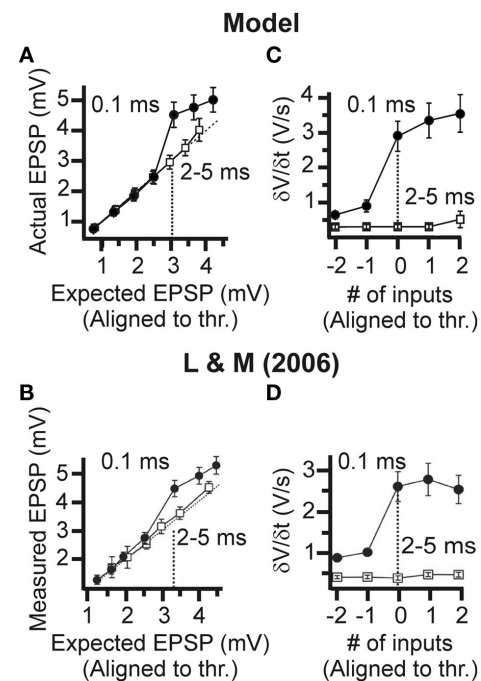 Model
A
Actual EPSP (mV)
5
4
3
2
1
0.1 ms
2-5 ms
1 2 3 4
Expected EPSP (mV)
(Aligned to thr.)
C
δV/δt (V/s)
4
3
2
1
0.1 ms
2-5 ms
-2 -1 0 1 2
# of inputs
(Aligned to thr.)
L & M (2006)
B
Measured EPSP (mV)
5
4
3
2
0.1 ms
2-5 ms
1 2 3 4
Expected EPSP (mV)
(Aligned to thr.)
D
δV/δt (V/s)
3
2
1
0.1 ms
2-5 ms
-2 -1 0 1 2
# of inputs
(Aligned to thr.)